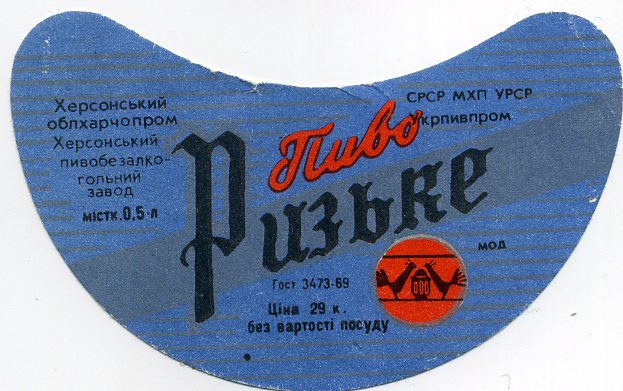 Херсонський
облхарчопром
Херсонський
пивобезалко-
гольний
завод
містк. 0,5 л
СРСР МХП УРСР
Укрпивпром
Пиво
Ризьке
мод
Гост 3473-69
Ціна 29 к.
без вартості посуду